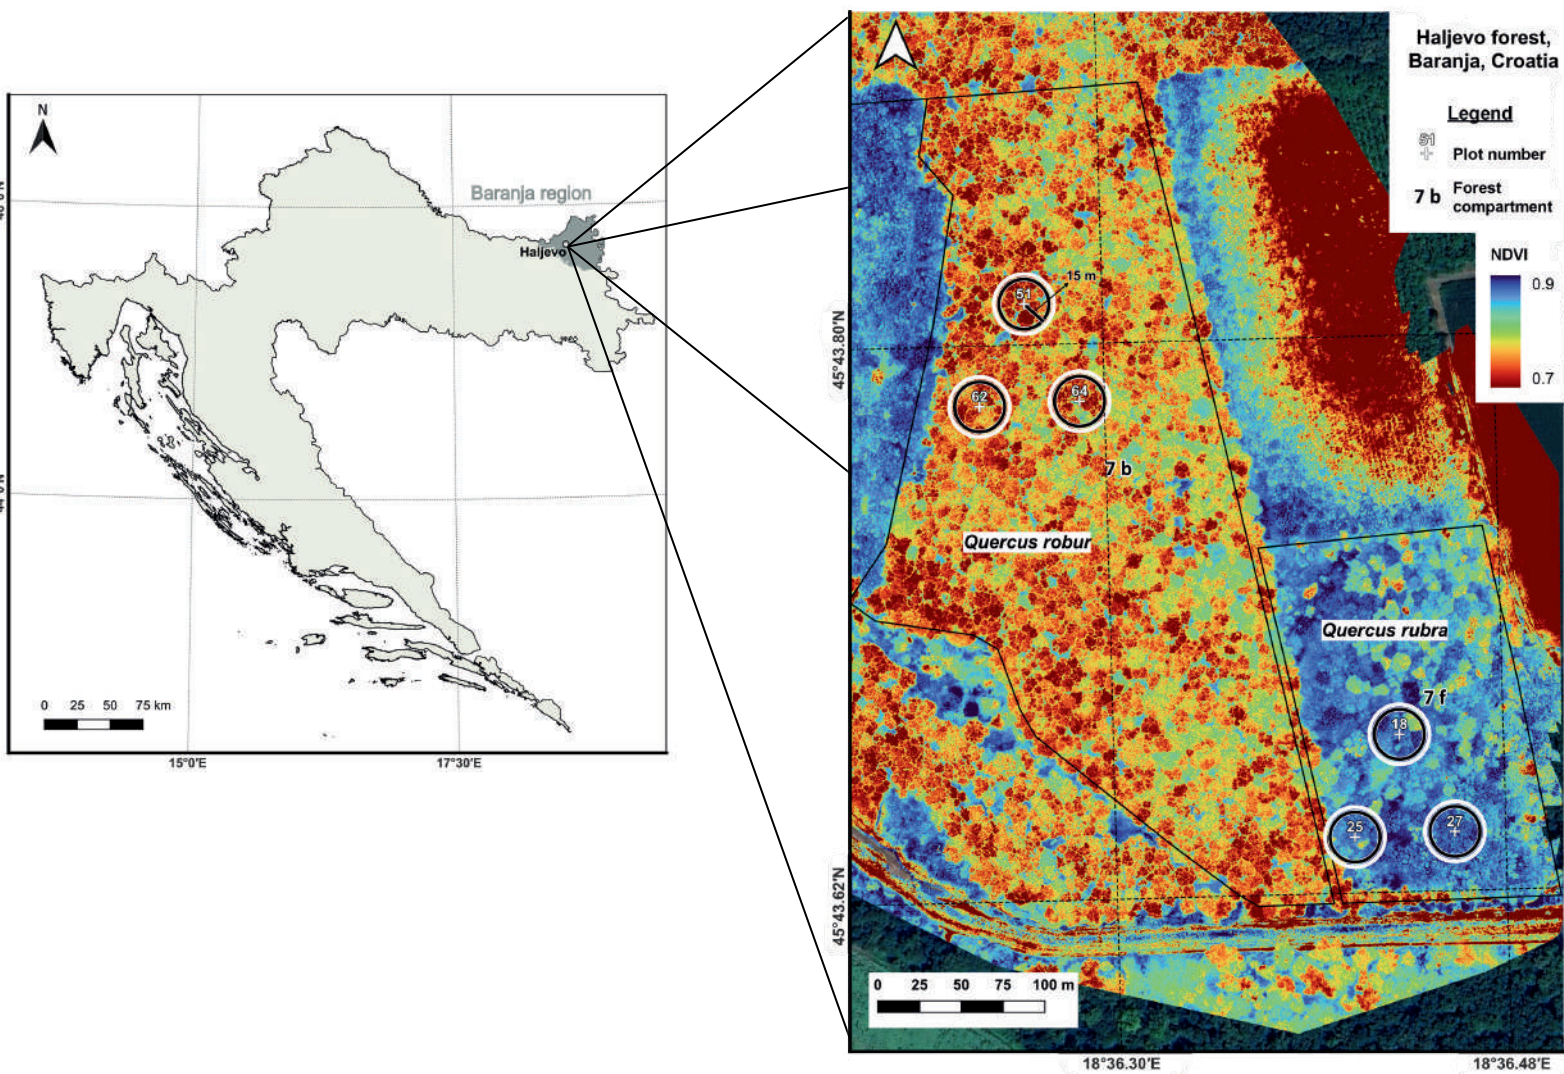 N
Baranja region
Haljevo
0 25 50 75 km
15°0'E
17°30'E
Haljevo forest,
Baranja, Croatia
Legend
51
Plot number
7 b Forest
compartment
NDVI
0.9
0.7
15 m
51
62
64
7 b
Quercus robur
Quercus rubra
7 f
18
25
27
45°43.80'N
45°43.62'N
0 25 50 75 100 m
18°36.30'E
18°36.48'E